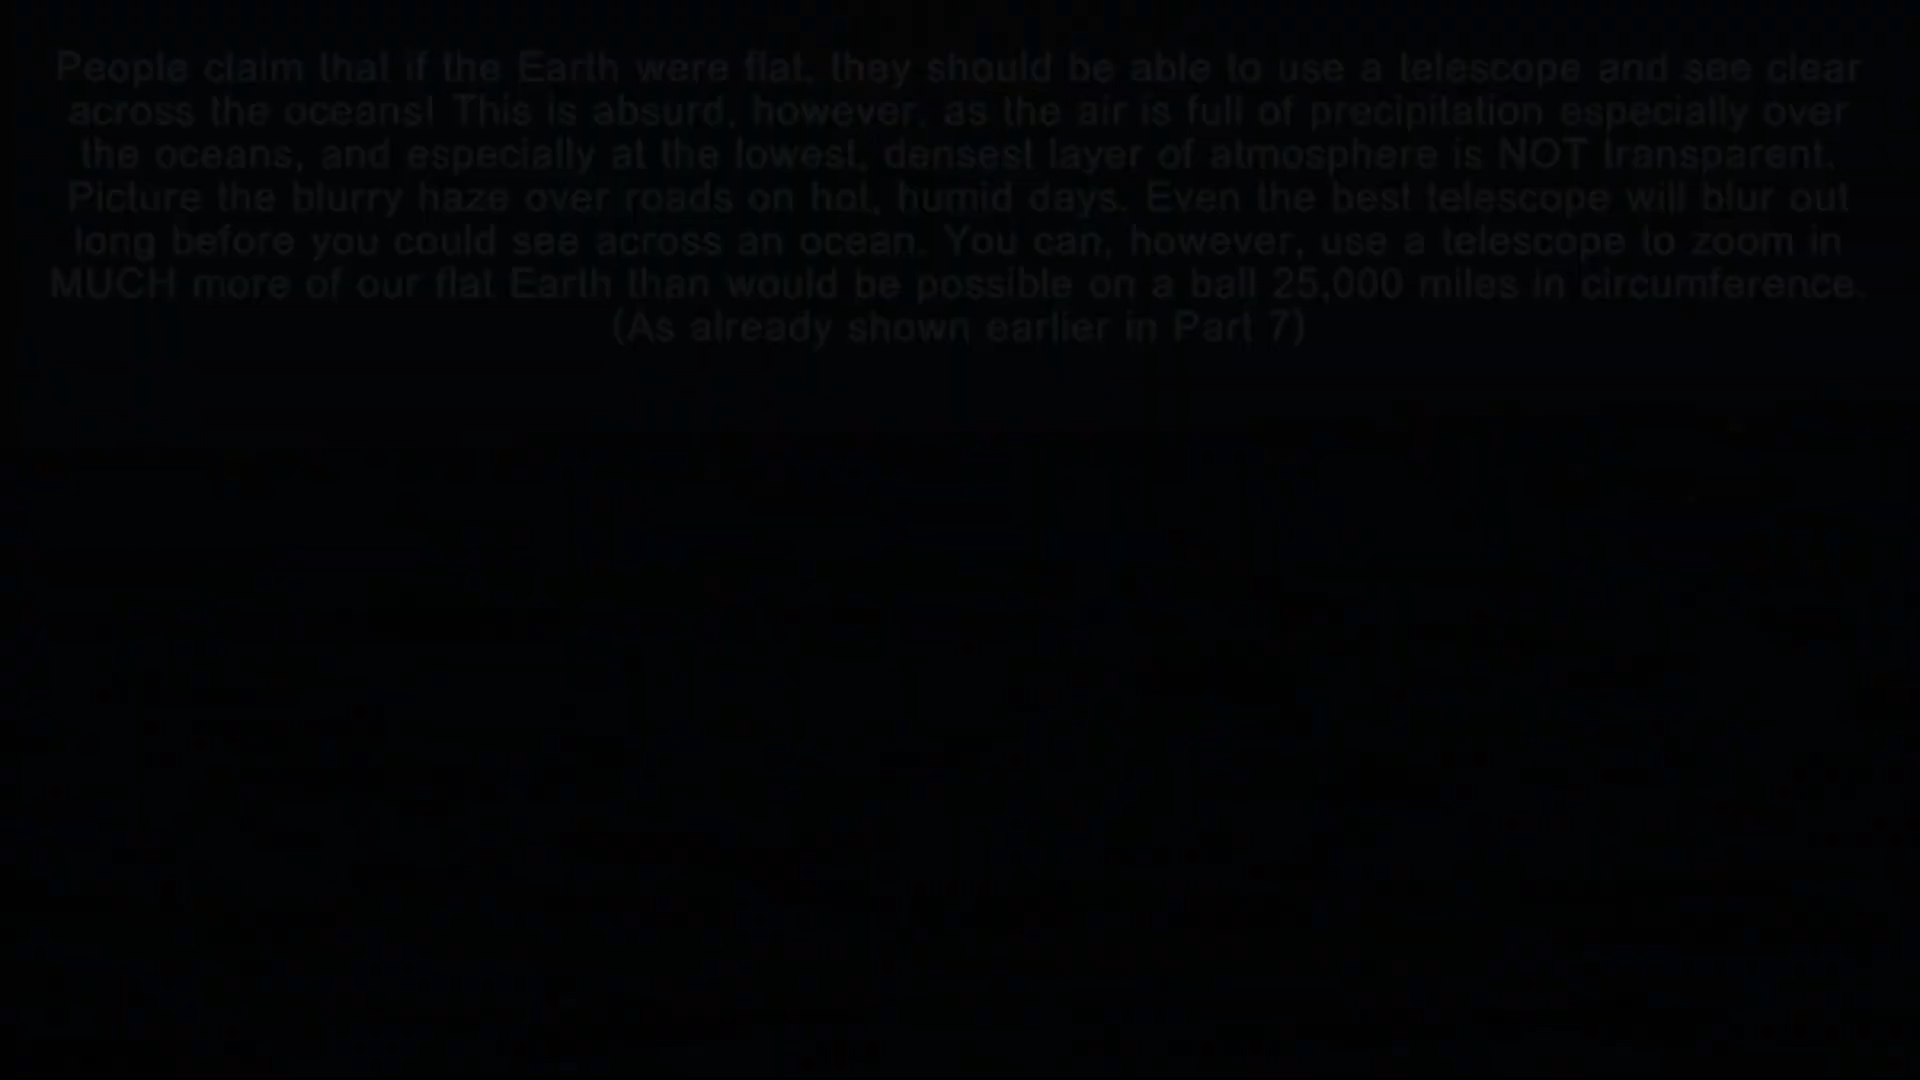 People claim that if the Earth were flat, they should be able to use a telescope and see clear
across the oceans! This is absurd, however, as the air is full of precipitation especially over
the oceans, and especially at the lowest, densest layer of atmosphere is NOT transparent.
Picture the blurry haze over roads on hot, humid days. Even the best telescope will blur out
long before you could see across an ocean. You can, however, use a telescope to zoom in
MUCH more of our flat Earth than would be possible on a ball 25,000 miles in circumference.
(As already shown earlier in Part 7)